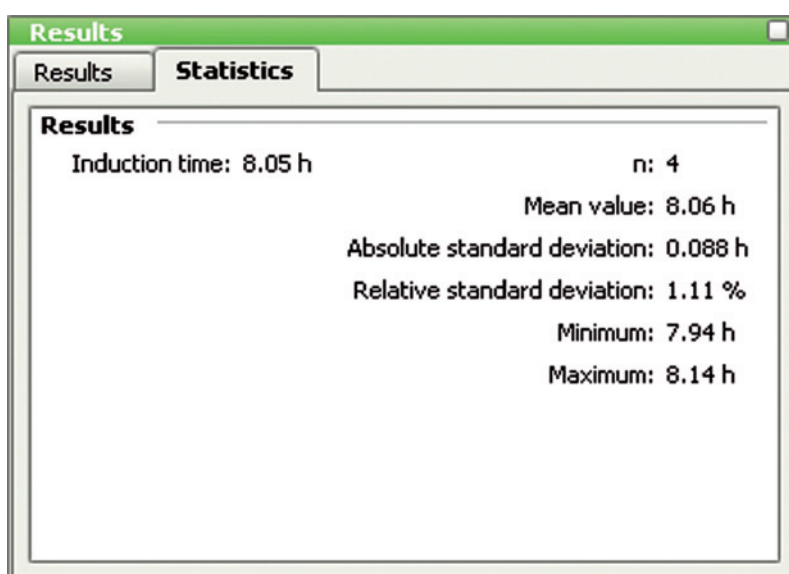 Results
Results Statistics
Results
Induction time: 8.05 h n: 4
Mean value: 8.06 h
Absolute standard deviation: 0.088 h
Relative standard deviation: 1.11 %
Minimum: 7.94 h
Maximum: 8.14 h